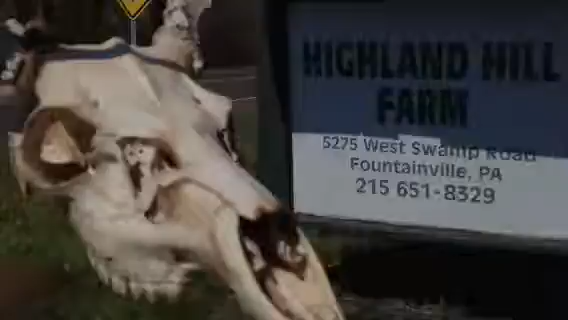 HIGHLAND HILL
FARM
5275 West Swamp Road
Fountainville, PA
215 651-8329